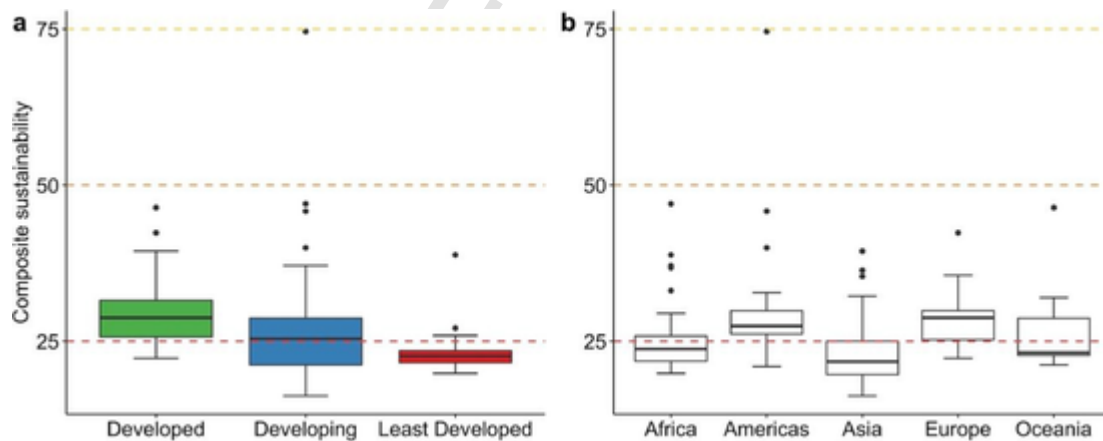 a
75
50
25
Composite sustainability
Developed Developing Least Developed
b
75
50
25
Africa Americas Asia Europe Oceania